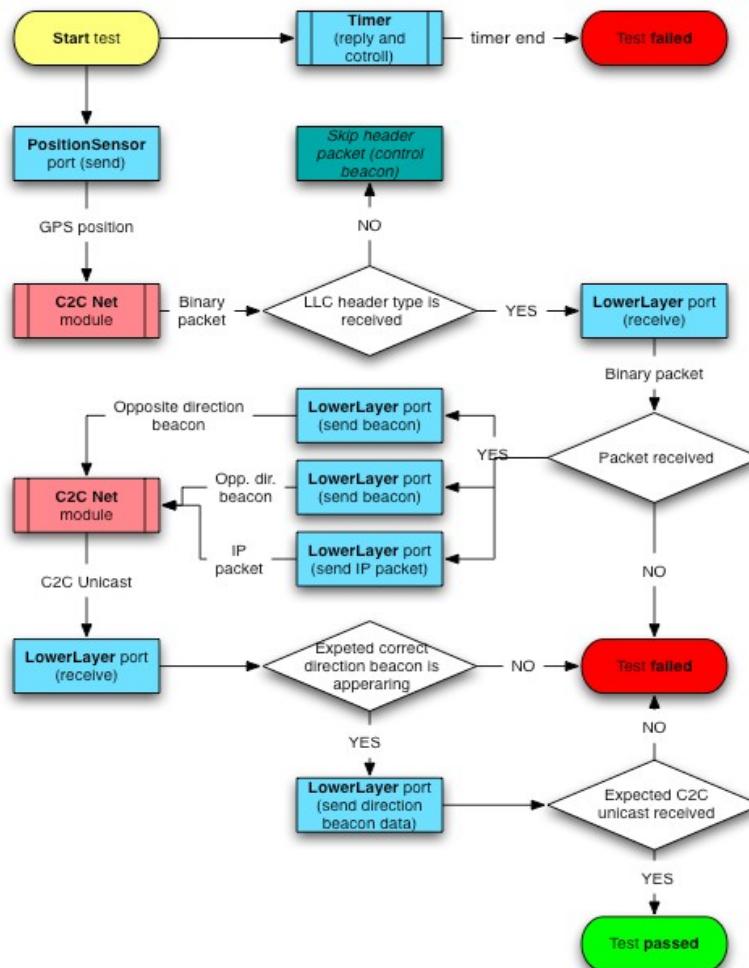 Start test
Timer
(reply and
cotroll)
timer end
Test failed
PositionSensor
port (send)
Skip header
packet (control
beacon)
GPS position
NO
C2C Net
module
Binary
packet
LLC header type is
received
YES
LowerLayer port
(receive)
Binary packet
Opposite direction
beacon
LowerLayer port
(send beacon)
YES
Packet received
C2C Net
module
Opp. dir.
beacon
LowerLayer port
(send beacon)
IP
packet
LowerLayer port
(send IP packet)
C2C Unicast
NO
LowerLayer port
(receive)
Expeted correct
direction beacon is
apperaring
NO
Test failed
YES
NO
LowerLayer port
(send direction
beacon data)
Expected C2C
unicast received
YES
Test passed